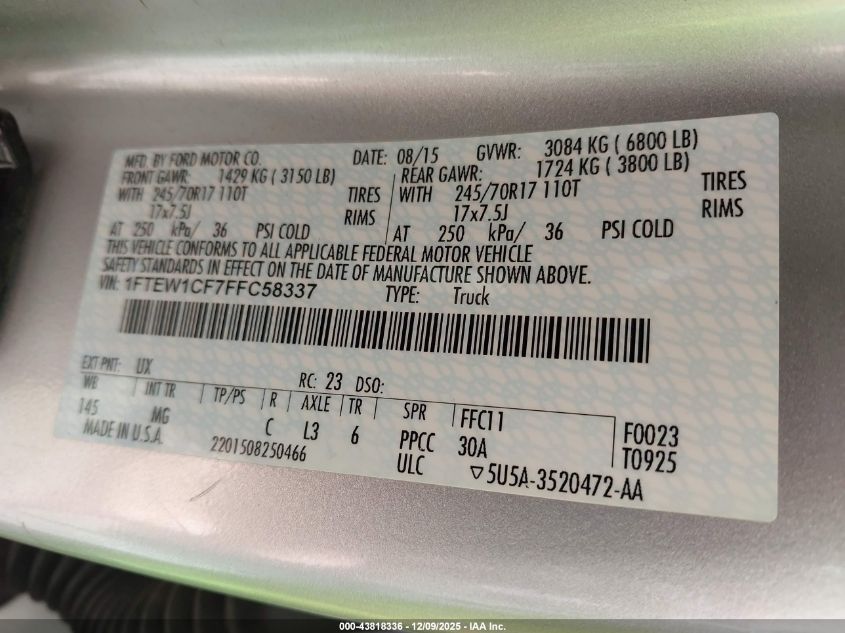 MFD. BY FORD MOTOR CO.
DATE: 08/15 GVWR: 3084 KG ( 6800 LB)
FRONT GAWR: 1429 KG ( 3150 LB) REAR GAWR: 1724 KG ( 3800 LB)
WITH 245/70R17 110T TIRES WITH 245/70R17 110T TIRES
17x7.5J RIMS 17x7.5J RIMS
AT 250 kPa/ 36 PSI COLD AT 250 kPa/ 36 PSI COLD
THIS VEHICLE CONFORMS TO ALL APPLICABLE FEDERAL MOTOR VEHICLE
SAFETY STANDARDS IN EFFECT ON THE DATE OF MANUFACTURE SHOWN ABOVE.
VIN: 1FTEW1CF7FFC58337 TYPE: Truck
EXT PNT: UX RC: 23 DSO:
WB INT TR TP/PS R AXLE TR SPR FFC11
145 MG C L3 6 PPCC 30A F0023
MADE IN U.S.A. 2201508250466 ULC T0925
▽5U5A-3520472-AA
000-43818336 - 12/09/2025 - IAA Inc.